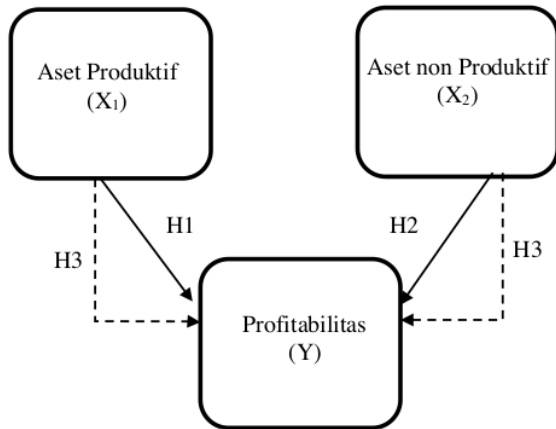 Aset Produktif
(X₁)
Aset non Produktif
(X₂)
H1
H2
H3
H3
Profitabilitas
(Y)